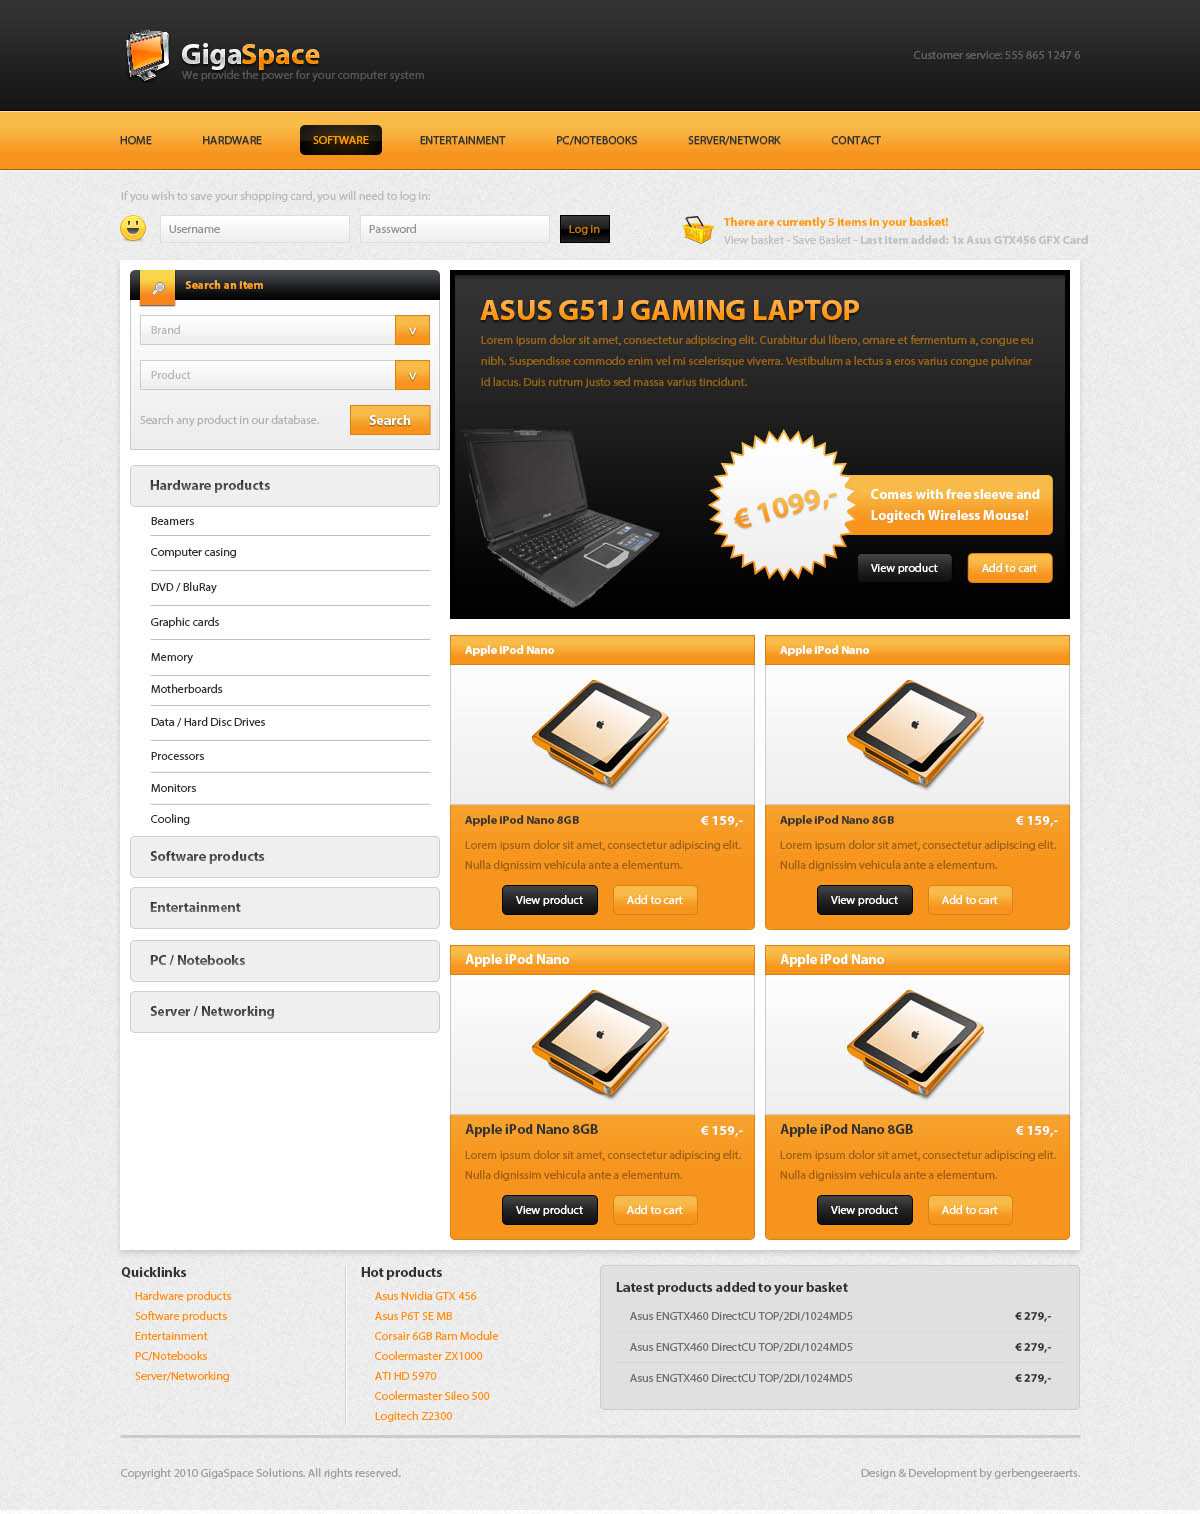 GigaSpace
We provide the power for your computer system
Customer service: 555 865 1247 6
HOME
HARDWARE
SOFTWARE
ENTERTAINMENT
PC/NOTEBOOKS
SERVER/NETWORK
CONTACT
If you wish to save your shopping card, you will need to log in:
Username
Password
Log in
There are currently 5 items in your basket!
View basket - Save Basket - Last item added: 1x Asus GTX456 GFX Card
Search an item
Brand
V
Product
V
Search any product in our database.
Search
Hardware products
Beamers
Computer casing
DVD / BluRay
Graphic cards
Memory
Motherboards
Data / Hard Disc Drives
Processors
Monitors
Cooling
Software products
Entertainment
PC / Notebooks
Server / Networking
ASUS G51J GAMING LAPTOP
Lorem ipsum dolor sit amet, consectetur adipiscing elit. Curabitur dui libero, ornare et fermentum a, congue eu
nibh. Suspendisse commodo enim vel mi scelerisque viverra. Vestibulum a lectus a eros varius congue pulvinar
id lacus. Duis rutrum justo sed massa varius tincidunt.
€ 1099,-
Comes with free sleeve and
Logitech Wireless Mouse!
View product
Add to cart
Apple iPod Nano
Apple iPod Nano 8GB
€ 159,-
Lorem ipsum dolor sit amet, consectetur adipiscing elit.
Nulla dignissim vehicula ante a elementum.
View product
Add to cart
Apple iPod Nano
Apple iPod Nano 8GB
€ 159,-
Lorem ipsum dolor sit amet, consectetur adipiscing elit.
Nulla dignissim vehicula ante a elementum.
View product
Add to cart
Apple iPod Nano
Apple iPod Nano 8GB
€ 159,-
Lorem ipsum dolor sit amet, consectetur adipiscing elit.
Nulla dignissim vehicula ante a elementum.
View product
Add to cart
Apple iPod Nano
Apple iPod Nano 8GB
€ 159,-
Lorem ipsum dolor sit amet, consectetur adipiscing elit.
Nulla dignissim vehicula ante a elementum.
View product
Add to cart
Quicklinks
Hardware products
Software products
Entertainment
PC/Notebooks
Server/Networking
Hot products
Asus Nvidia GTX 456
Asus P6T SE MB
Corsair 6GB Ram Module
Coolermaster ZX1000
ATI HD 5970
Coolermaster Sileo 500
Logitech Z2300
Latest products added to your basket
Asus ENGTX460 DirectCU TOP/2DI/1024MD5 € 279,-
Asus ENGTX460 DirectCU TOP/2DI/1024MD5 € 279,-
Asus ENGTX460 DirectCU TOP/2DI/1024MD5 € 279,-
Copyright 2010 GigaSpace Solutions. All rights reserved.
Design & Development by gerbengeeraerts.